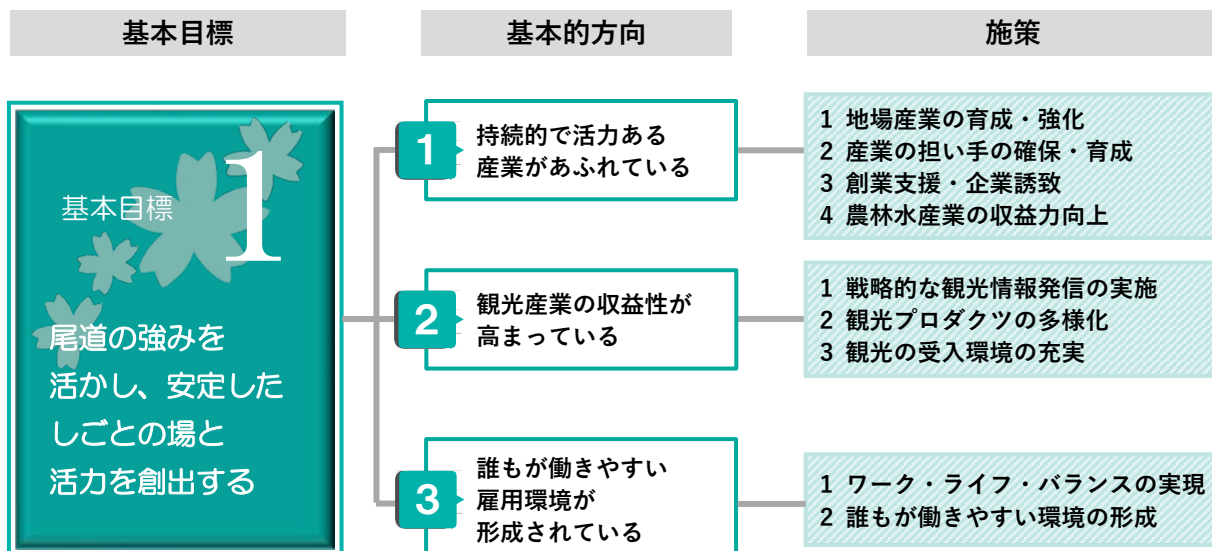 基本目標
基本的方向
施策
基本目標
1
尾道の強みを
活かし、安定した
しごとの場と
活力を創出する
1
持続的で活力ある
産業があふれている
1 地場産業の育成・強化
2 産業の担い手の確保・育成
3 創業支援・企業誘致
4 農林水産業の収益力向上
2
観光産業の収益性が
高まっている
1 戦略的な観光情報発信の実施
2 観光プロダクツの多様化
3 観光の受入環境の充実
3
誰もが働きやすい
雇用環境が
形成されている
1 ワーク・ライフ・バランスの実現
2 誰もが働きやすい環境の形成